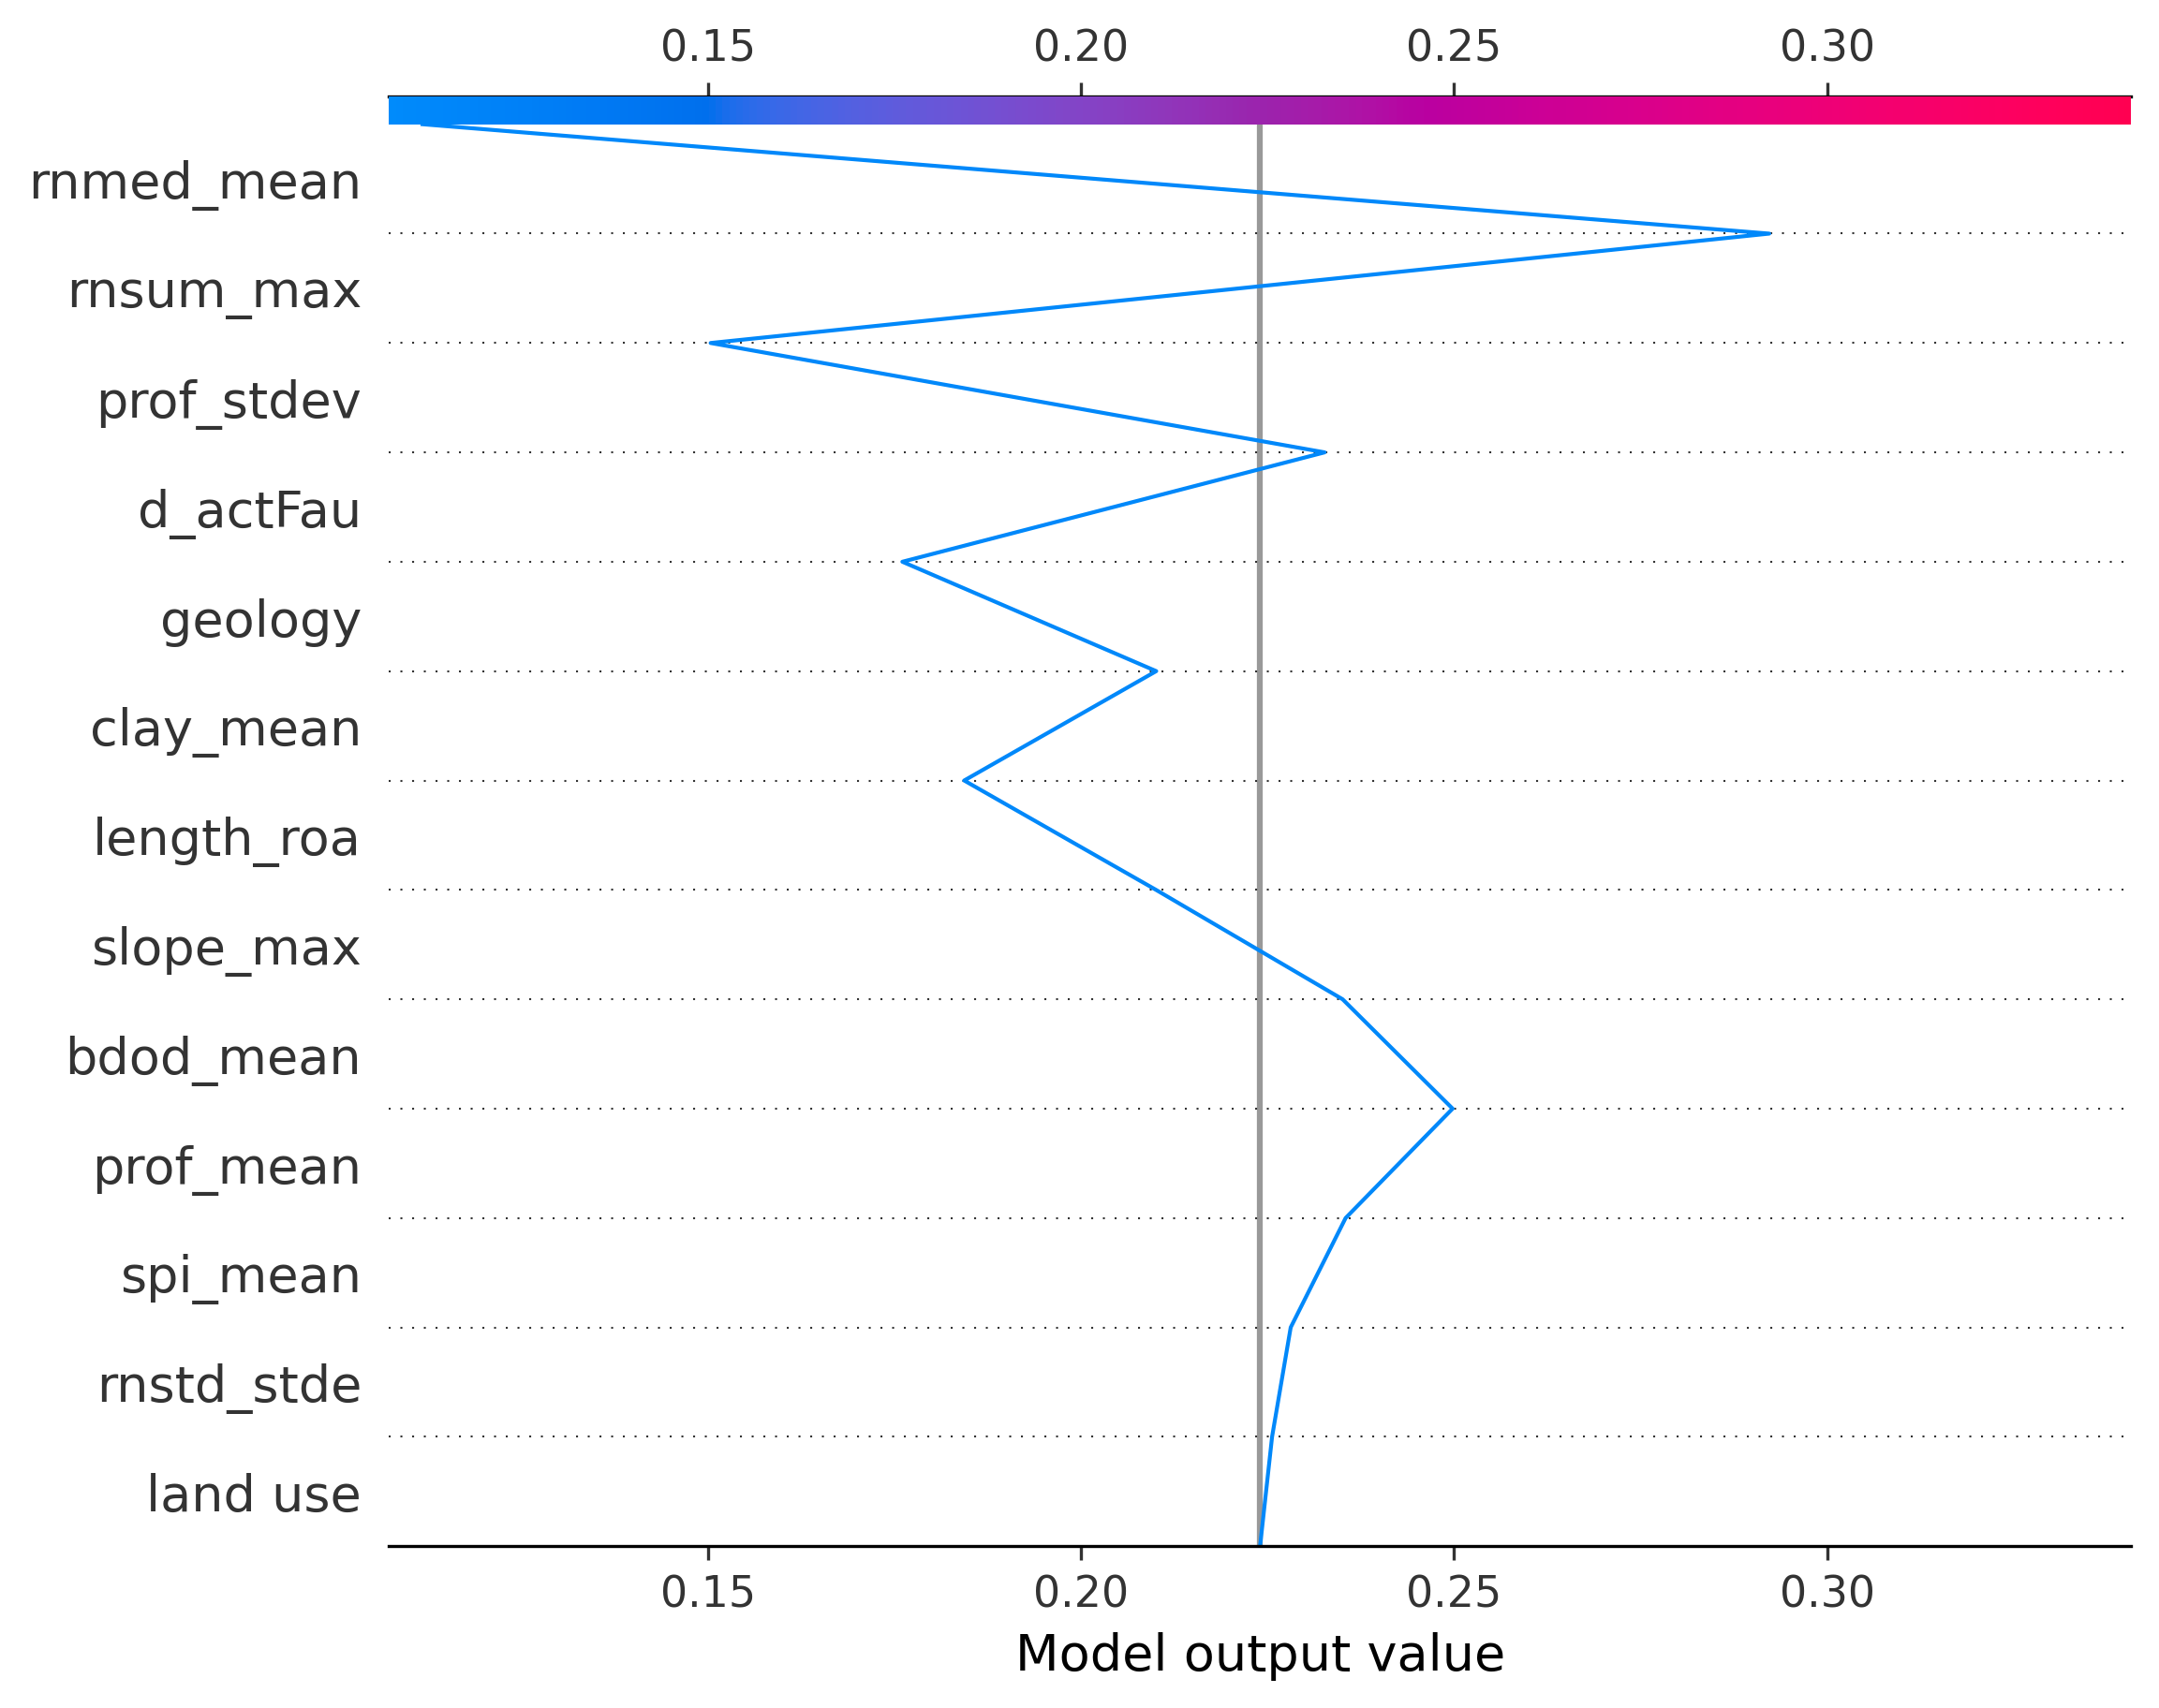 0.15 0.20 0.25 0.30
rnmed_mean
rnsum_max
prof_stdev
d_actFau
geology
clay_mean
length_roa
slope_max
bdod_mean
prof_mean
spi_mean
rnstd_stde
land use
0.15 0.20 0.25 0.30
Model output value